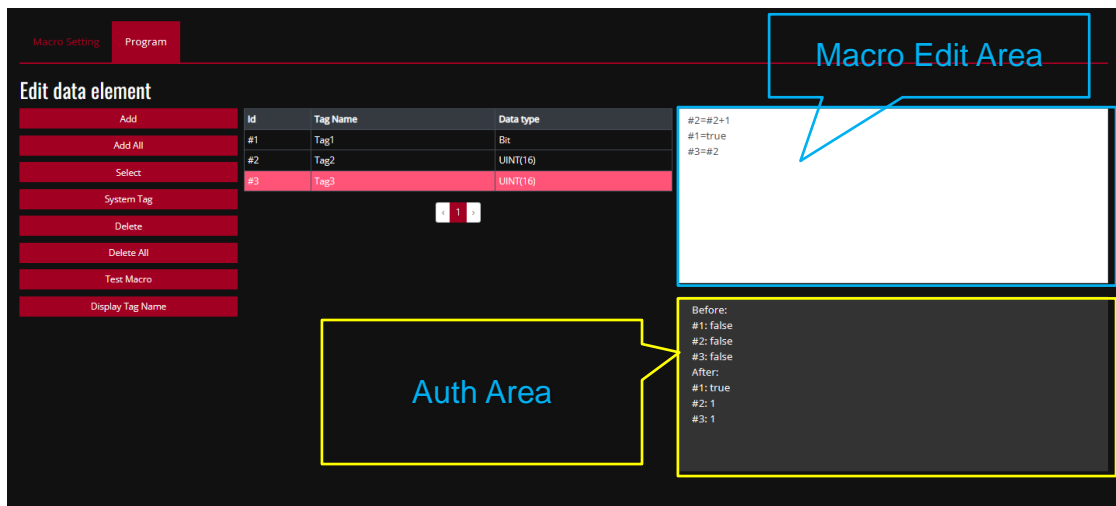 Macro Setting Program
Macro Edit Area
Edit data element
Add
Add All
Select
System Tag
Delete
Delete All
Test Macro
Display Tag Name
Id Tag Name Data type
#1 Tag1 Bit
#2 Tag2 UINT(16)
#3 Tag3 UINT(16)
‹ 1 ›
#2=#2+1
#1=true
#3=#2
Auth Area
Before:
#1: false
#2: false
#3: false
After:
#1: true
#2: 1
#3: 1